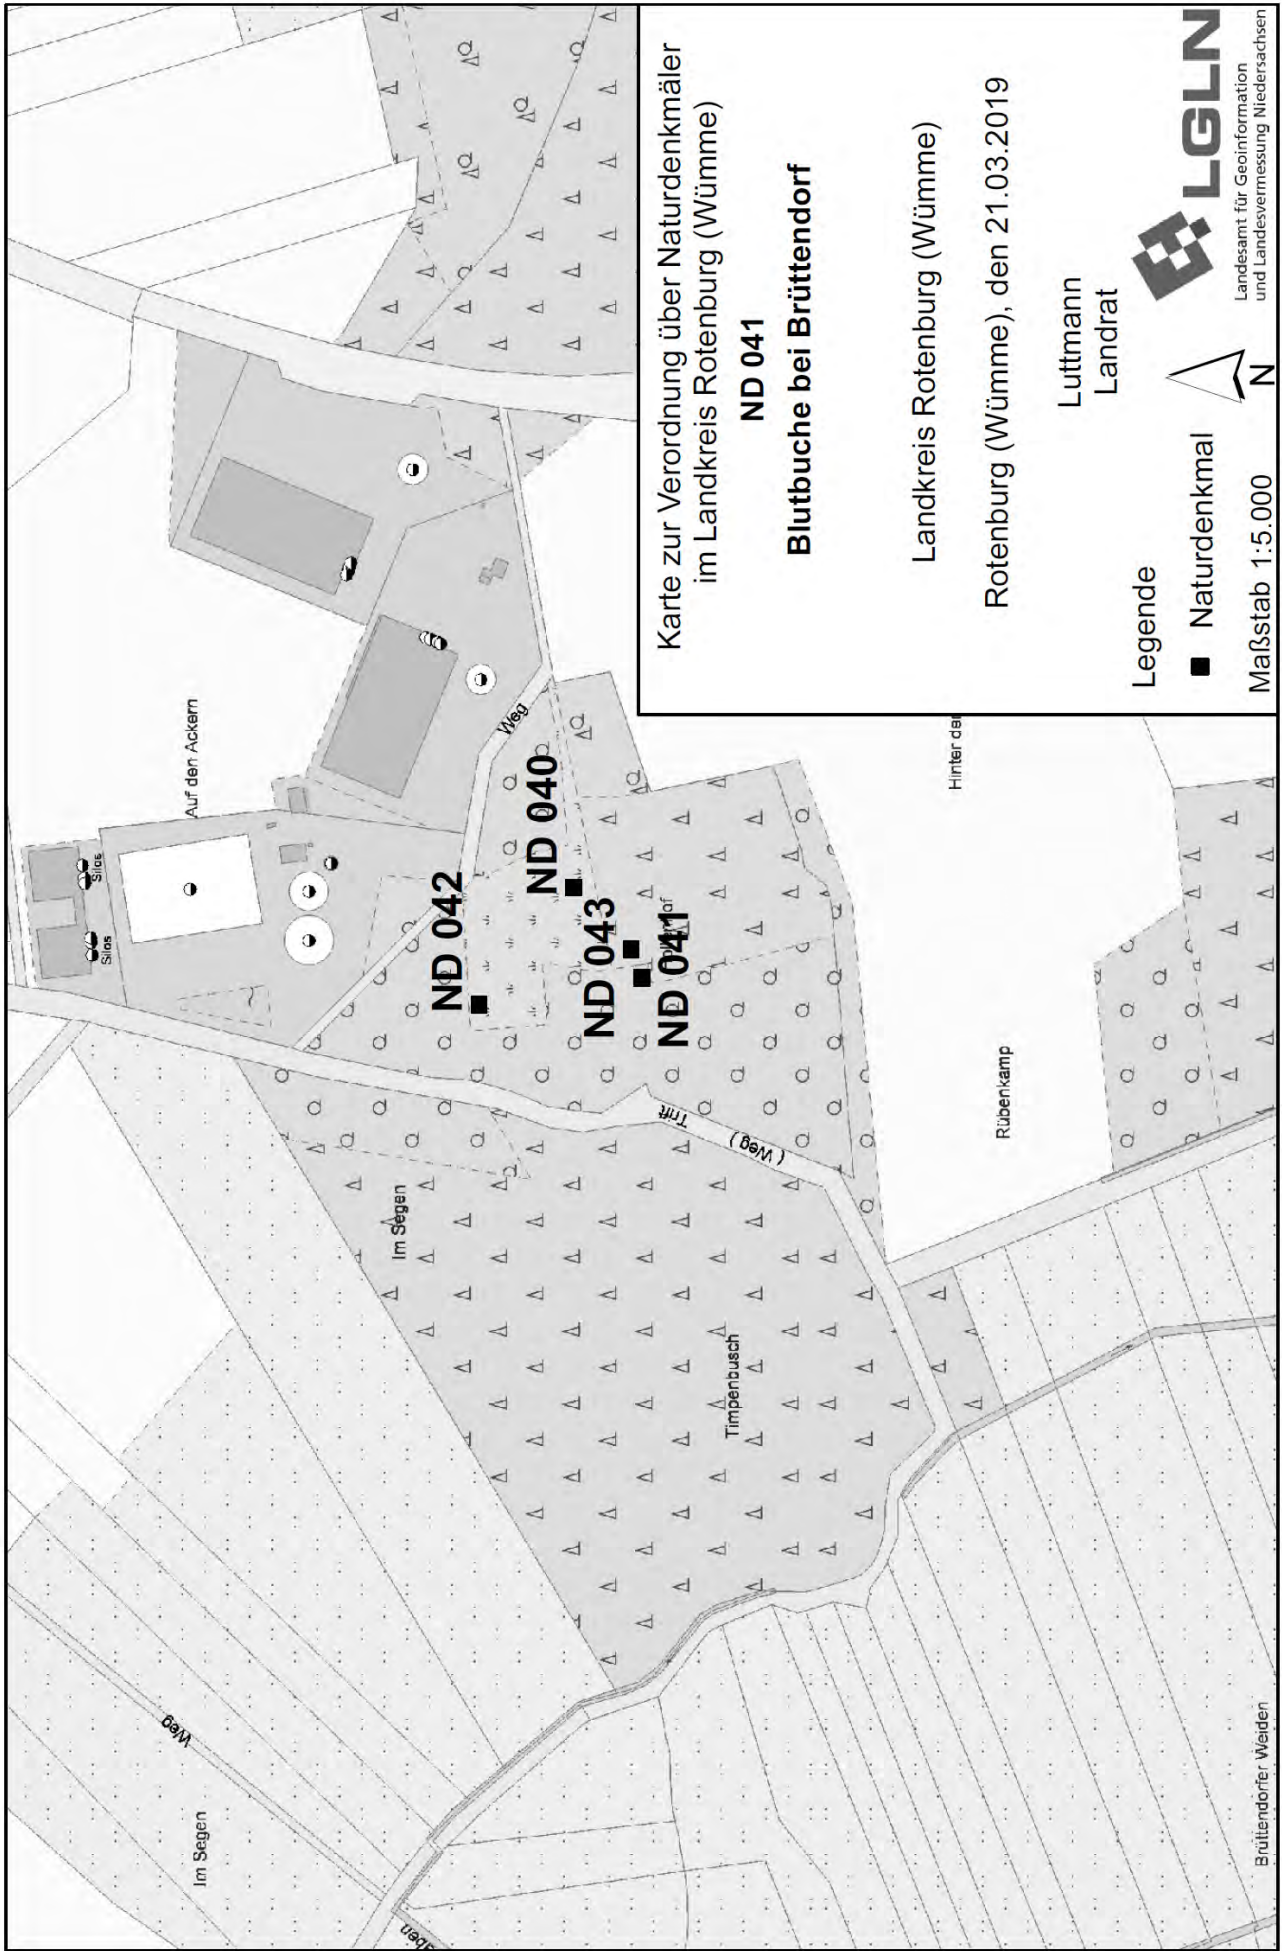 Karte zur Verordnung über Naturdenkmäler
im Landkreis Rotenburg (Wümme)
ND 041
Blutbuche bei Brüttendorf
Landkreis Rotenburg (Wümme)
Rotenburg (Wümme), den 21.03.2019
Luttmann
Landrat
Legende
Naturdenkmal
Maßstab 1:5.000
N
LGLN
Landesamt für Geoinformation
und Landesvermessung Niedersachsen
Silos
Silos
Auf den Ackern
Weg
ND 042
ND 040
ND 043
ND 041
Trift
( Weg )
Im Segen
Timpenbusch
Rübenkamp
Hinter der
Weg
Im Segen
Brüttendorfer Weiden